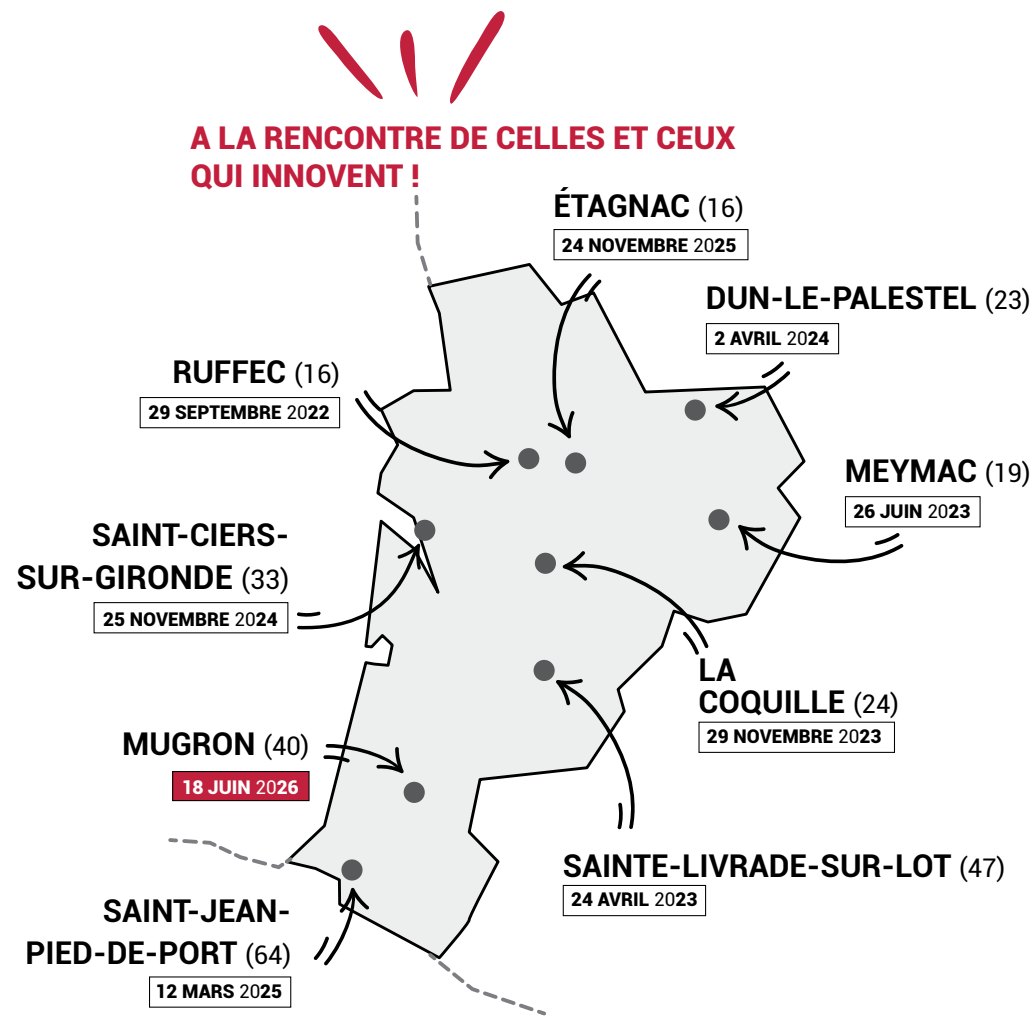 A LA RENCONTRE DE CELLES ET CEUX
QUI INNOVENT !
ÉTAGNAC (16)
24 NOVEMBRE 2025
DUN-LE-PALESTEL (23)
2 AVRIL 2024
RUFFEC (16)
29 SEPTEMBRE 2022
MEYMAC (19)
26 JUIN 2023
SAINT-CIERS-
SUR-GIRONDE (33)
25 NOVEMBRE 2024
LA
COQUILLE (24)
29 NOVEMBRE 2023
MUGRON (40)
18 JUIN 2026
SAINTE-LIVRADE-SUR-LOT (47)
24 AVRIL 2023
SAINT-JEAN-
PIED-DE-PORT (64)
12 MARS 2025